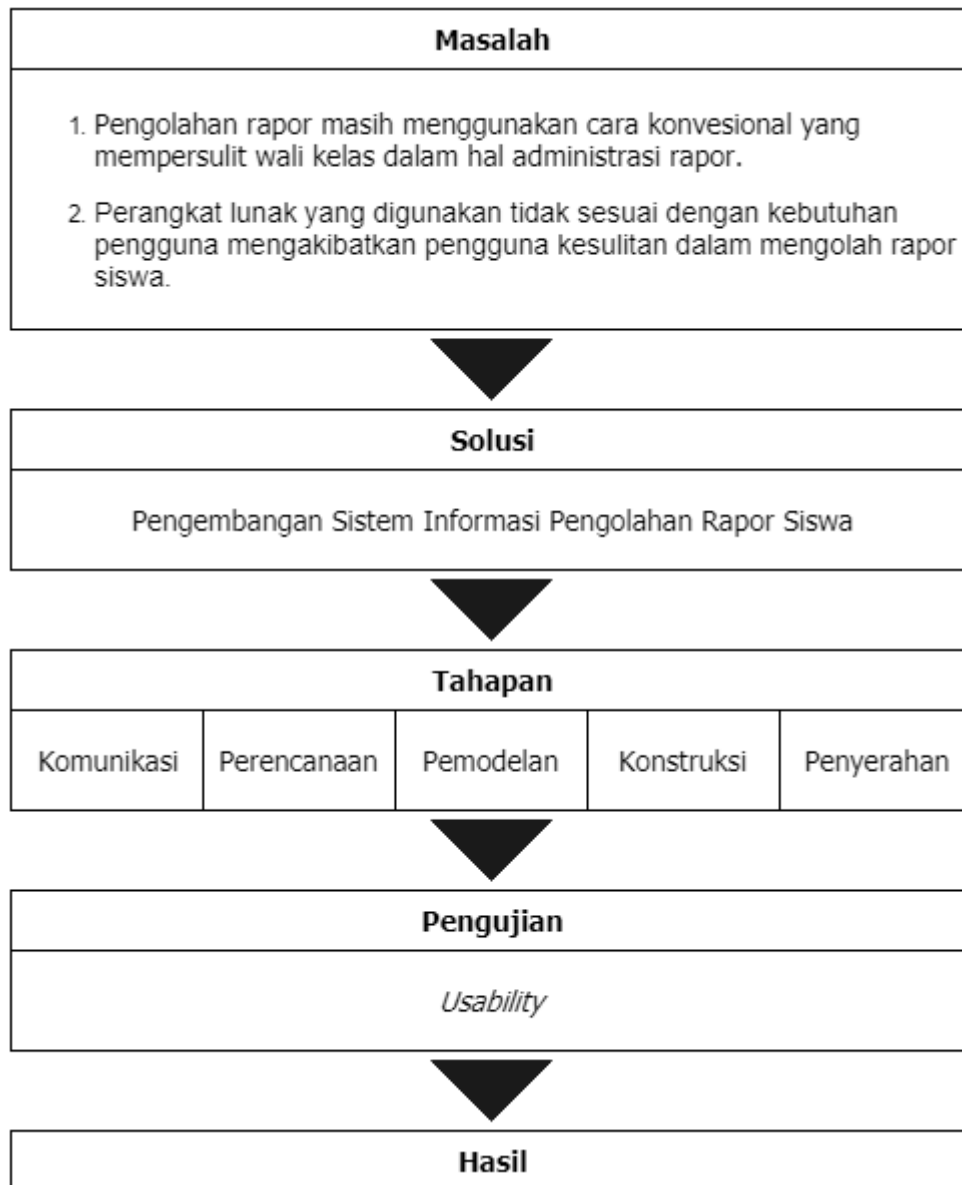 Masalah
1. Pengolahan rapor masih menggunakan cara konvesional yang
mempersulit wali kelas dalam hal administrasi rapor.
2. Perangkat lunak yang digunakan tidak sesuai dengan kebutuhan
pengguna mengakibatkan pengguna kesulitan dalam mengolah rapor
siswa.
Solusi
Pengembangan Sistem Informasi Pengolahan Rapor Siswa
Tahapan
Komunikasi Perencanaan Pemodelan Konstruksi Penyerahan
Pengujian
Usability
Hasil